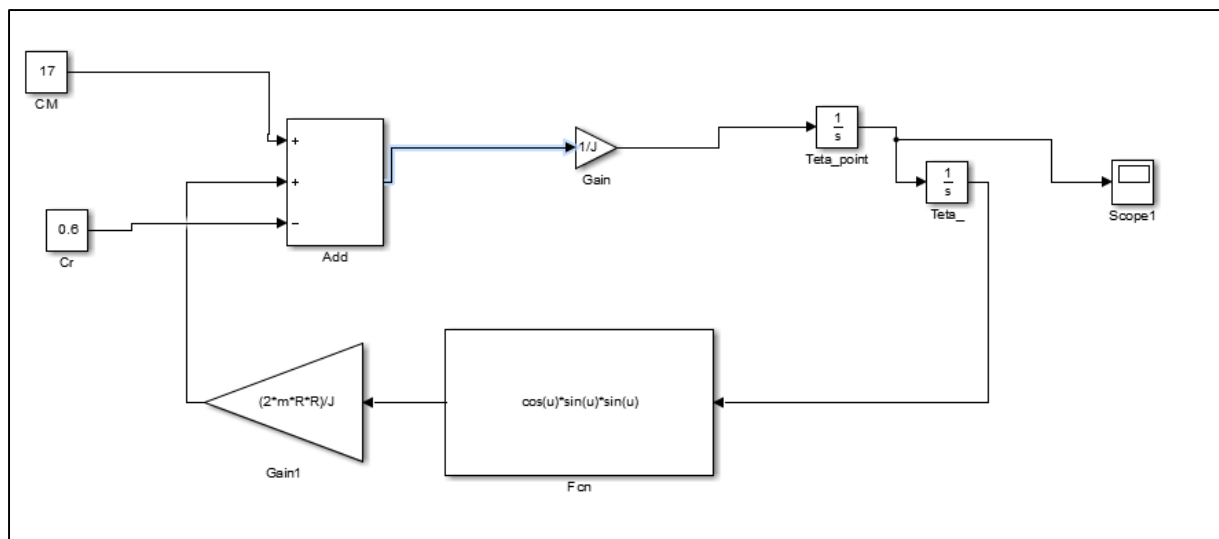 17
CM
+
+
−
0.6
Cr
Add
1/J
Gain
1
s
Teta_point
1
s
Teta_
Scope1
(2*m*R*R)/J
Gain1
cos(u)*sin(u)*sin(u)
Fcn